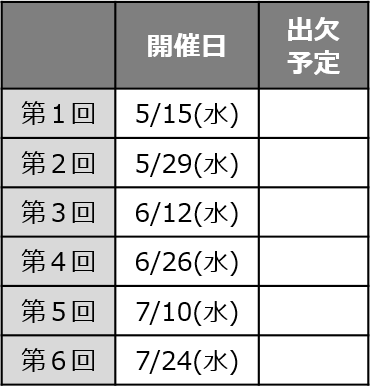 開催日 出欠
予定
第１回 5/15(水)
第２回 5/29(水)
第３回 6/12(水)
第４回 6/26(水)
第５回 7/10(水)
第６回 7/24(水)